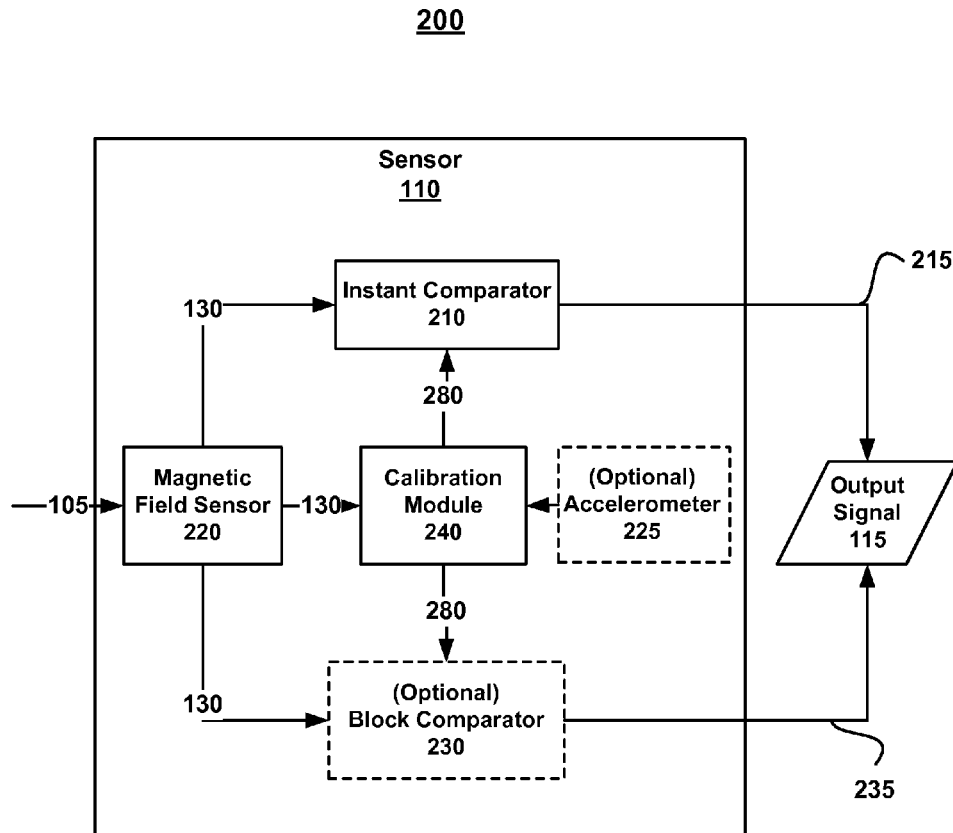 200
Sensor
110
215
Instant Comparator
210
130
280
Magnetic
Field Sensor
220
Calibration
Module
240
(Optional)
Accelerometer
225
Output
Signal
115
105
130
280
130
(Optional)
Block Comparator
230
235